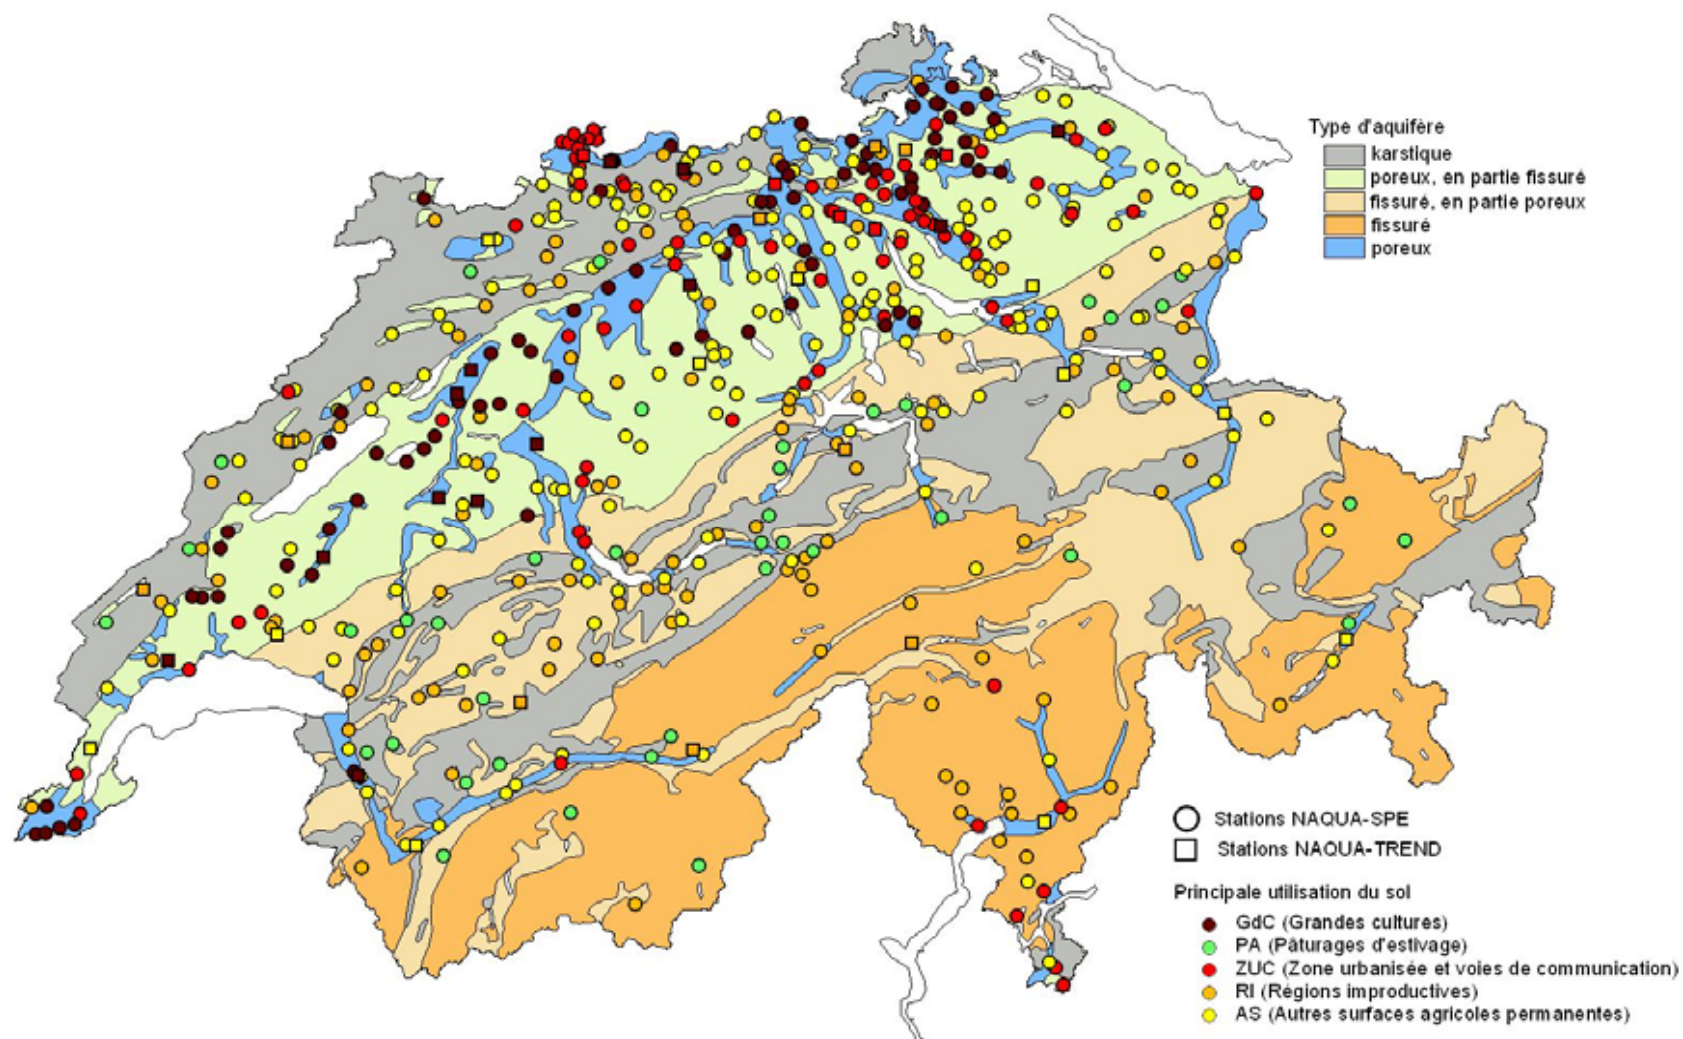 Type d'aquifère
karstique
poreux, en partie fissuré
fissuré, en partie poreux
fissuré
poreux
Stations NAQUA-SPE
Stations NAQUA-TREND
Principale utilisation du sol
GdC (Grandes cultures)
PA (Pâturages d'estivage)
ZUC (Zone urbanisée et voies de communication)
RI (Régions improductives)
AS (Autres surfaces agricoles permanentes)